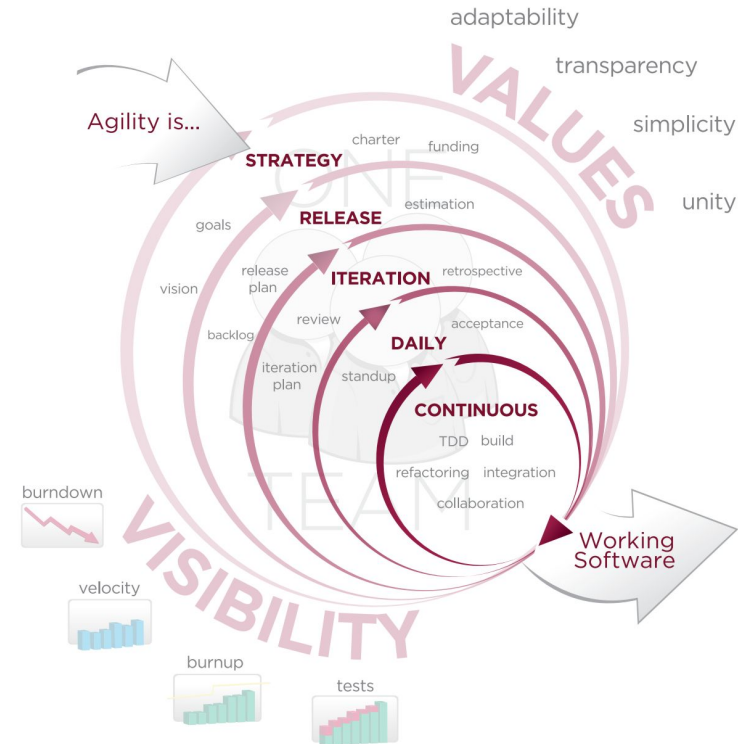 adaptability
transparency
VALUES
simplicity
unity
Agility is...
charter
funding
STRATEGY
ONE
goals
RELEASE
estimation
vision
release
plan
ITERATION
retrospective
backlog
review
DAILY
acceptance
iteration
plan
standup
CONTINUOUS
TDD build
refactoring integration
collaboration
TEAM
burndown
VISIBILITY
Working
Software
velocity
burnup
tests